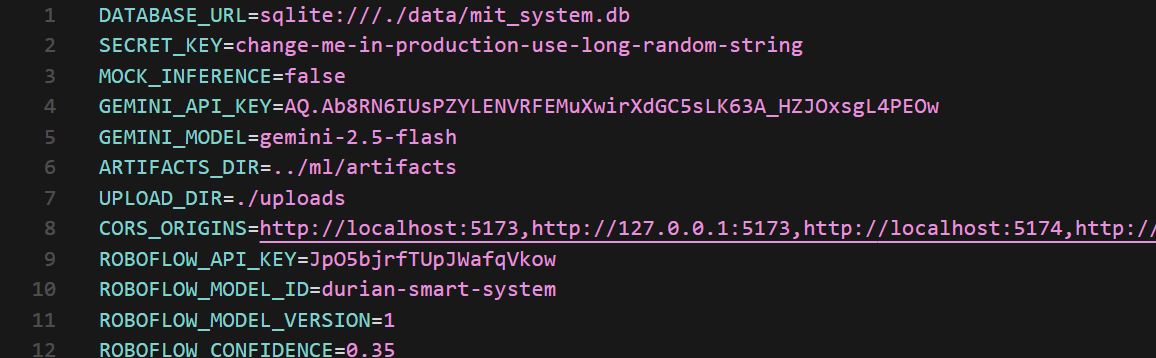 1 DATABASE_URL=sqlite:///./data/mit_system.db
2 SECRET_KEY=change-me-in-production-use-long-random-string
3 MOCK_INFERENCE=false
4 GEMINI_API_KEY=AQ.Ab8RN6IUsPZYLENVRFEMuXwirXdGC5sLK63A_HZJOxsgL4PEOw
5 GEMINI_MODEL=gemini-2.5-flash
6 ARTIFACTS_DIR=../ml/artifacts
7 UPLOAD_DIR=./uploads
8 CORS_ORIGINS=http://localhost:5173,http://127.0.0.1:5173,http://localhost:5174,http://
9 ROBOFLOW_API_KEY=JpO5bjrfTUpJWafqVkow
10 ROBOFLOW_MODEL_ID=durian-smart-system
11 ROBOFLOW_MODEL_VERSION=1
12 ROBOFLOW_CONFIDENCE=0.35